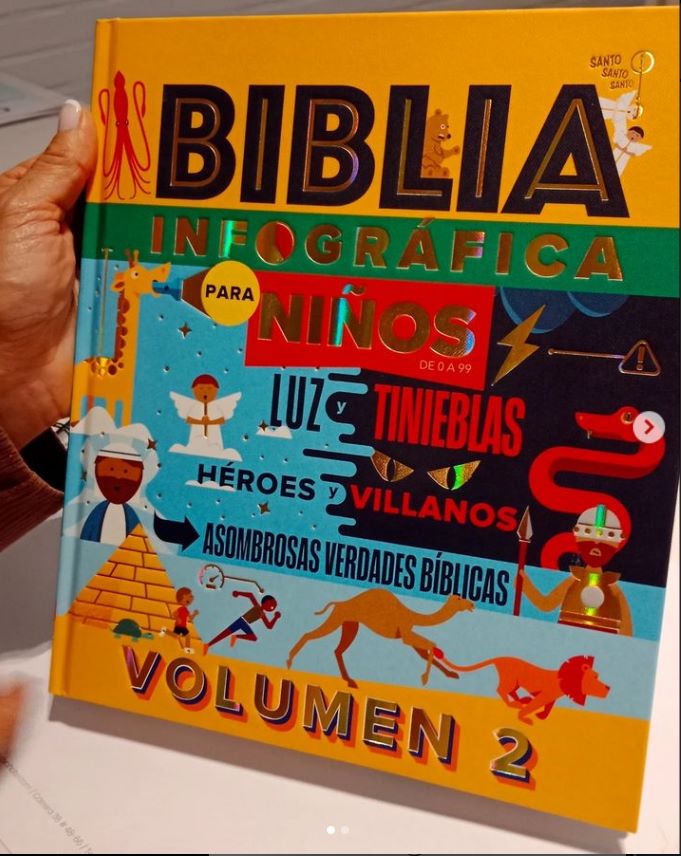 SANTO
SANTO
SANTO
BIBLIA
INFOGRÁFICA
PARA
NIÑOS
DE 0 A 99
LUZ y TINIEBLAS
HÉROES y VILLANOS
ASOMBROSAS VERDADES BÍBLICAS
VOLUMEN 2